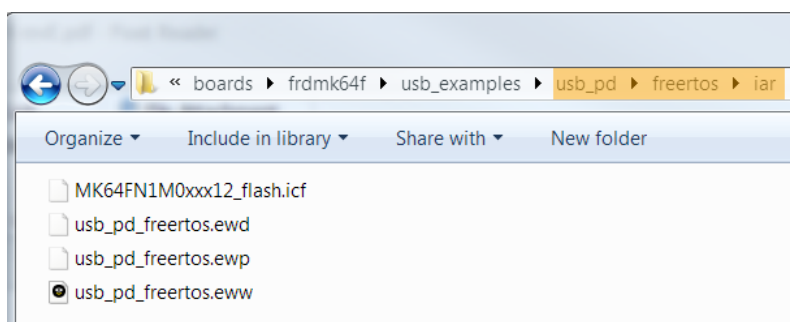 « boards frdmk64f usb_examples usb_pd freertos iar
Organize Include in library Share with New folder
MK64FN1M0xxx12_flash.icf
usb_pd_freertos.ewd
usb_pd_freertos.ewp
usb_pd_freertos.eww